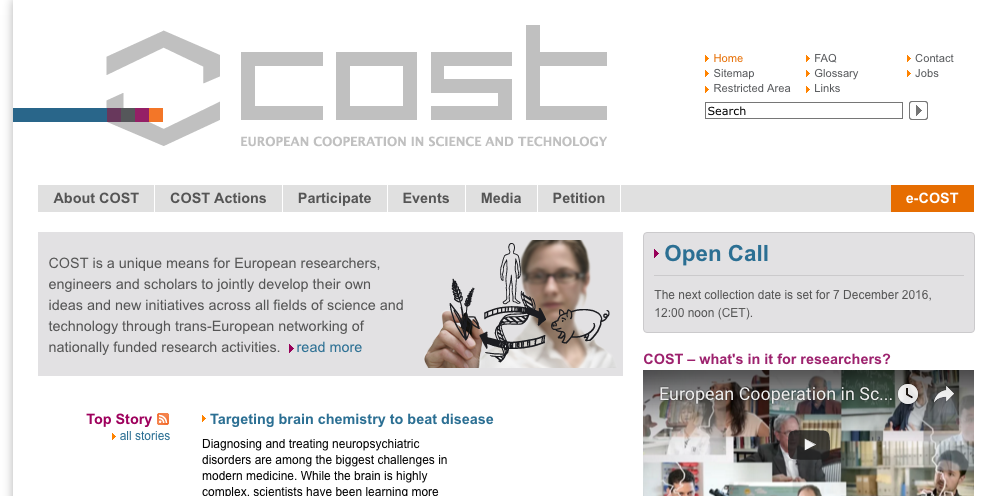 cost
EUROPEAN COOPERATION IN SCIENCE AND TECHNOLOGY
Home
FAQ
Contact
Sitemap
Glossary
Jobs
Restricted Area
Links
Search
About COST
COST Actions
Participate
Events
Media
Petition
e-COST
COST is a unique means for European researchers,
engineers and scholars to jointly develop their own
ideas and new initiatives across all fields of science and
technology through trans-European networking of
nationally funded research activities. read more
Open Call
The next collection date is set for 7 December 2016,
12:00 noon (CET).
COST – what's in it for researchers?
European Cooperation in Sc...
Top Story
all stories
Targeting brain chemistry to beat disease
Diagnosing and treating neuropsychiatric
disorders are among the biggest challenges in
modern medicine. While the brain is highly
complex, scientists have been learning more